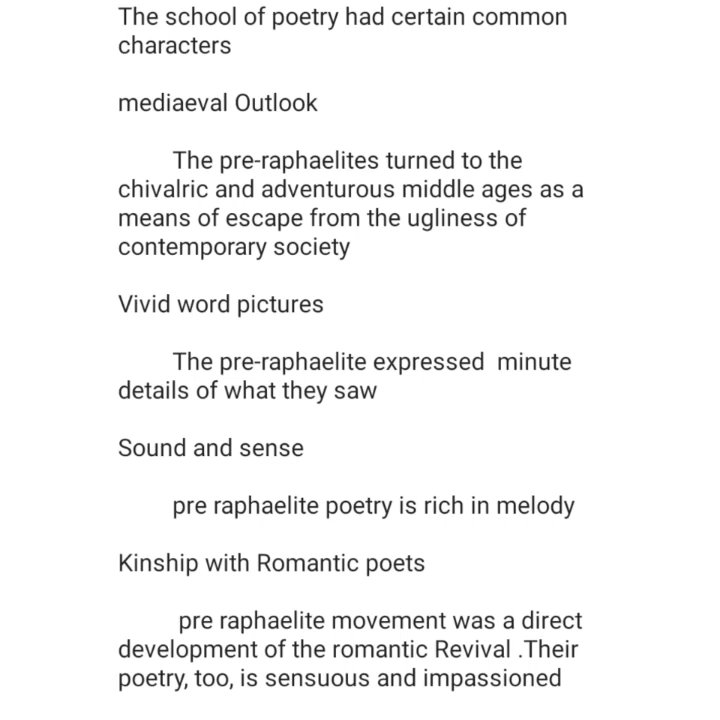 The school of poetry had certain common
characters
mediaeval Outlook
The pre-raphaelites turned to the
chivalric and adventurous middle ages as a
means of escape from the ugliness of
contemporary society
Vivid word pictures
The pre-raphaelite expressed  minute
details of what they saw
Sound and sense
pre raphaelite poetry is rich in melody
Kinship with Romantic poets
pre raphaelite movement was a direct
development of the romantic Revival .Their
poetry, too, is sensuous and impassioned